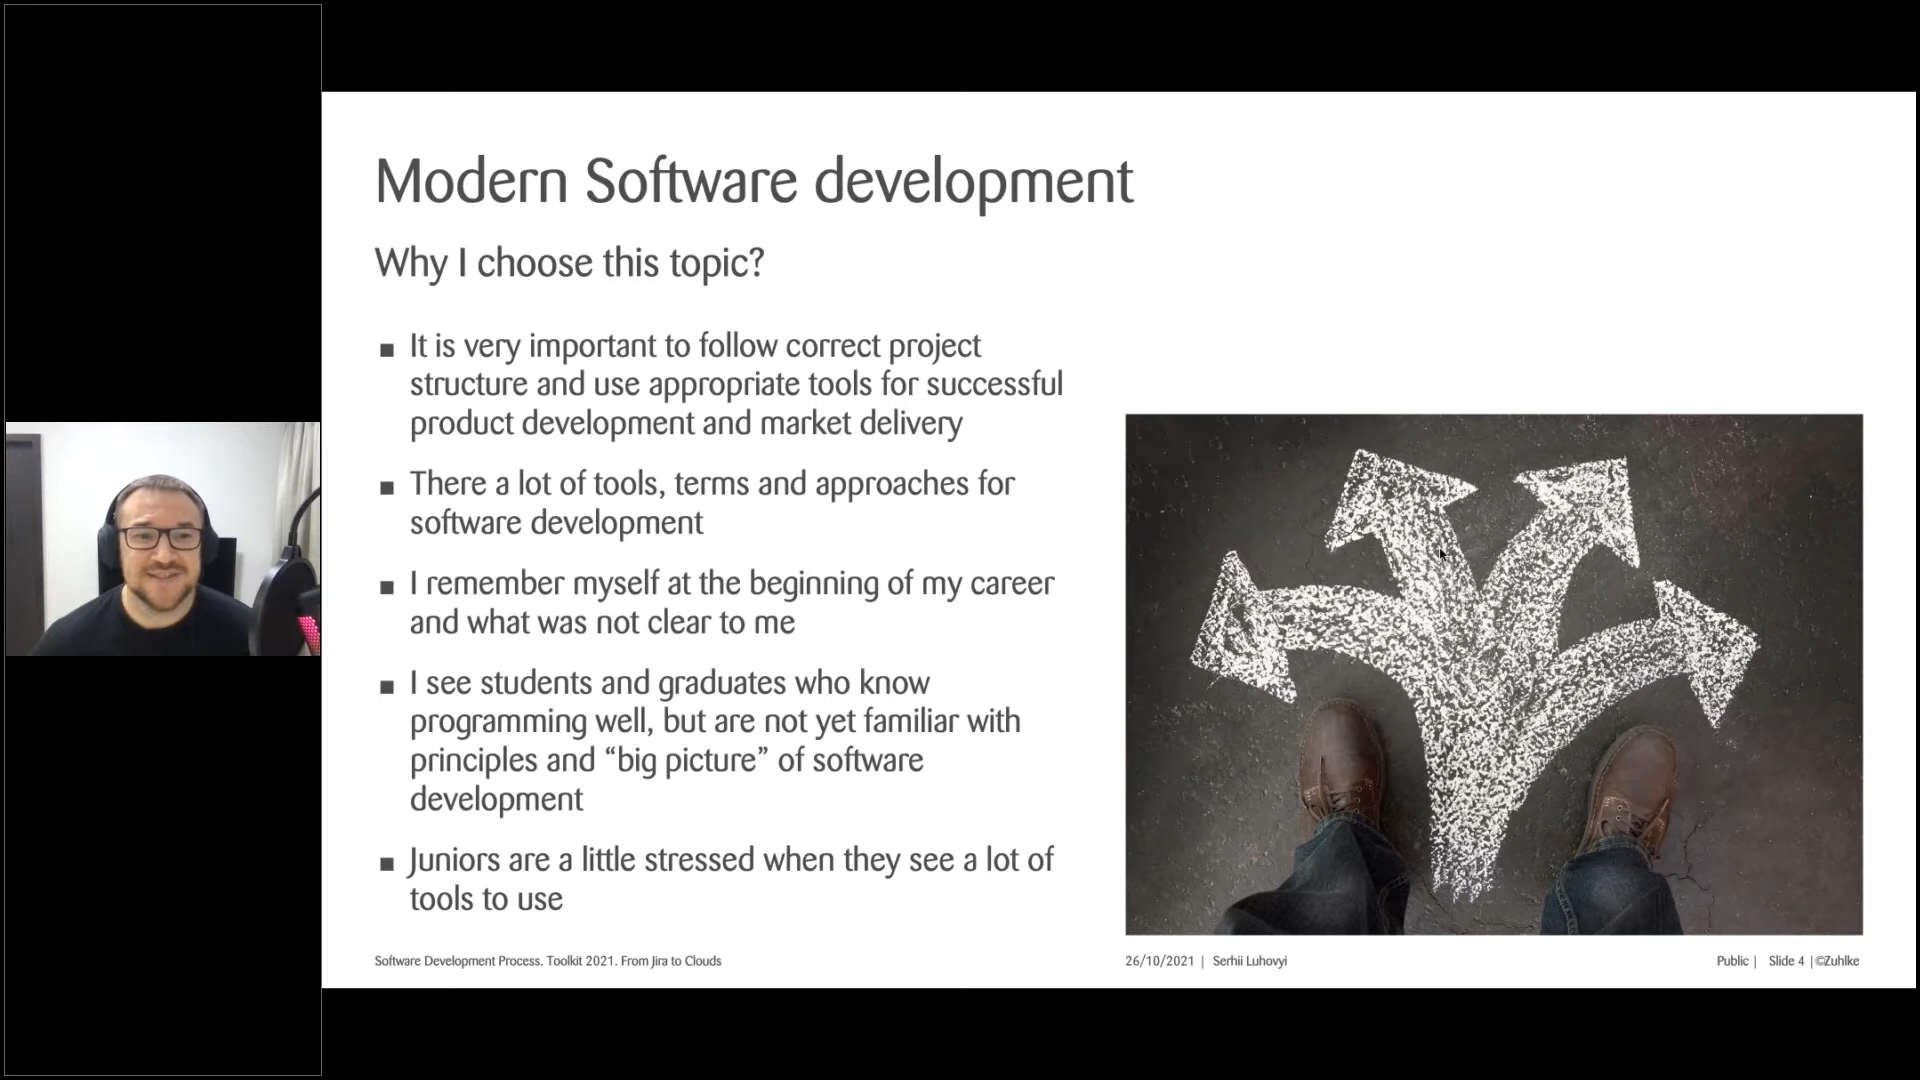 Modern Software development
Why I choose this topic?
■ It is very important to follow correct project
structure and use appropriate tools for successful
product development and market delivery
■ There a lot of tools, terms and approaches for
software development
■ I remember myself at the beginning of my career
and what was not clear to me
■ I see students and graduates who know
programming well, but are not yet familiar with
principles and “big picture” of software
development
■ Juniors are a little stressed when they see a lot of
tools to use
Software Development Process. Toolkit 2021. From Jira to Clouds
26/10/2021 | Serhii Luhovyi
Public | Slide 4 | ©Zuhlke